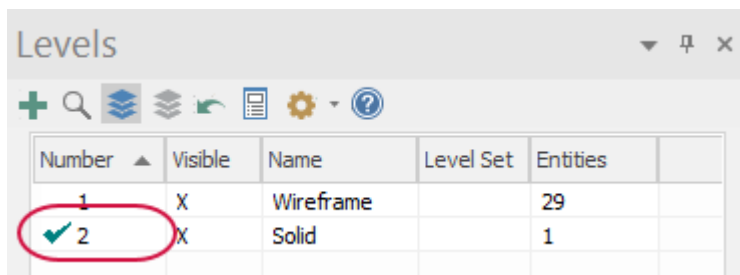 Levels
Number Visible Name Level Set Entities
1 X Wireframe 29
2 X Solid 1